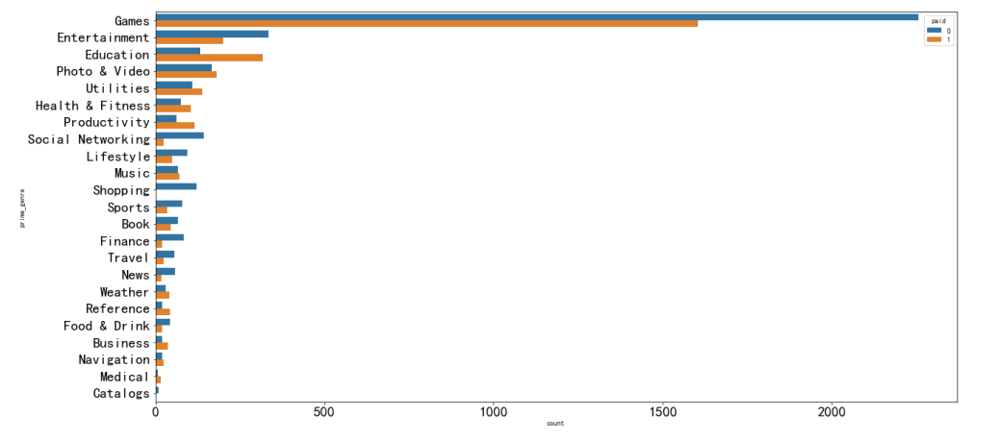 Games
Entertainment
Education
Photo & Video
Utilities
Health & Fitness
Productivity
Social Networking
Lifestyle
Music
Shopping
Sports
Book
Finance
Travel
News
Weather
Reference
Food & Drink
Business
Navigation
Medical
Catalogs
prime_genre
0 500 1000 1500 2000
count
paid
0
1